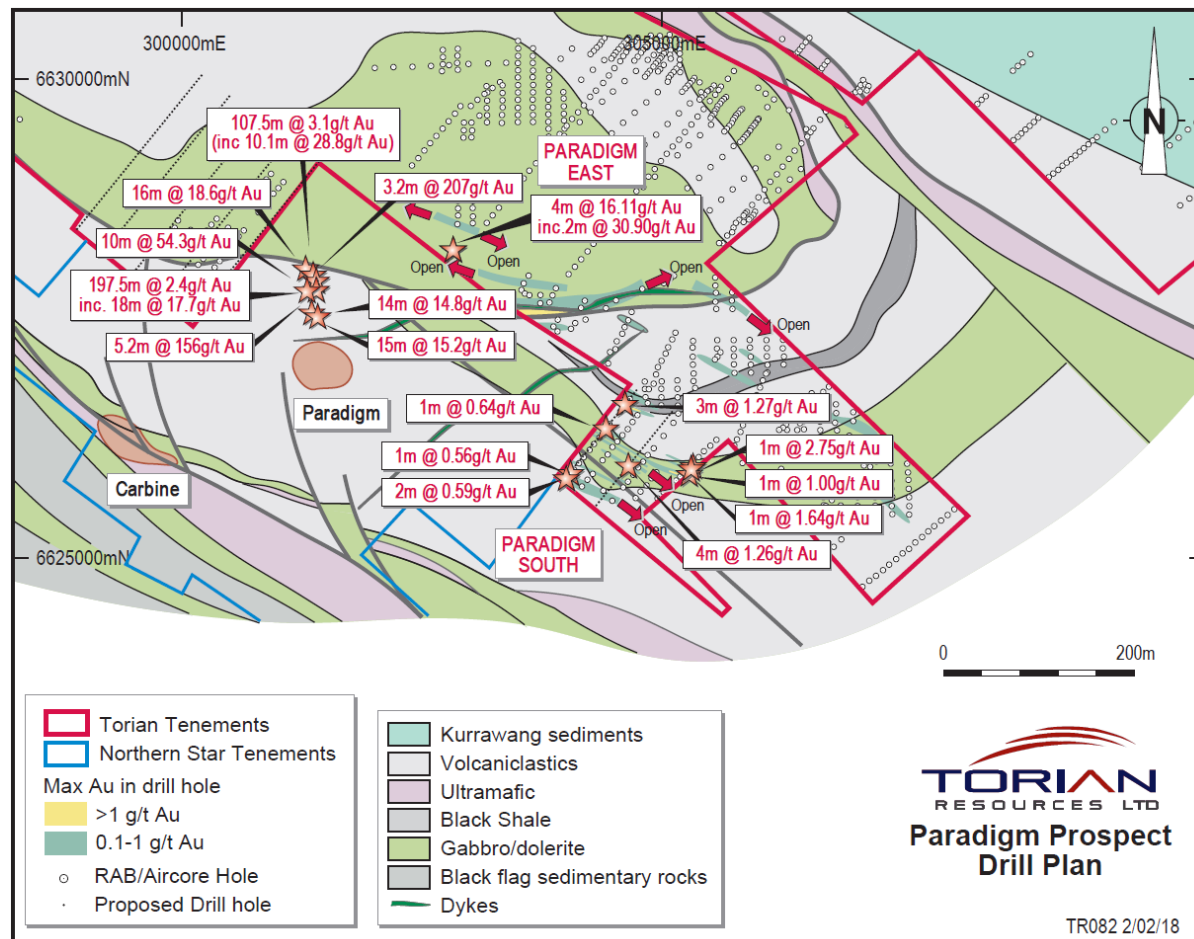 300000mE
305000mE
6630000mN
N
107.5m @ 3.1g/t Au
(inc 10.1m @ 28.8g/t Au)
PARADIGM
EAST
16m @ 18.6g/t Au
3.2m @ 207g/t Au
4m @ 16.11g/t Au
inc.2m @ 30.90g/t Au
10m @ 54.3g/t Au
Open
Open
Open
197.5m @ 2.4g/t Au
inc. 18m @ 17.7g/t Au
14m @ 14.8g/t Au
Open
5.2m @ 156g/t Au
15m @ 15.2g/t Au
Paradigm
1m @ 0.64g/t Au
3m @ 1.27g/t Au
1m @ 0.56g/t Au
1m @ 2.75g/t Au
Carbine
2m @ 0.59g/t Au
1m @ 1.00g/t Au
Open
1m @ 1.64g/t Au
Open
PARADIGM
SOUTH
4m @ 1.26g/t Au
6625000mN
0 200m
Torian Tenements
Northern Star Tenements
Max Au in drill hole
>1 g/t Au
0.1-1 g/t Au
RAB/Aircore Hole
Proposed Drill hole
Kurrawang sediments
Volcaniclastics
Ultramafic
Black Shale
Gabbro/dolerite
Black flag sedimentary rocks
Dykes
TORIAN
RESOURCES LTD
Paradigm Prospect
Drill Plan
TR082 2/02/18